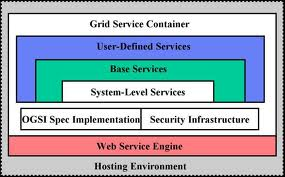 Grid Service Container
User-Defined Services
Base Services
System-Level Services
OGSI Spec Implementation
Security Infrastructure
Web Service Engine
Hosting Environment